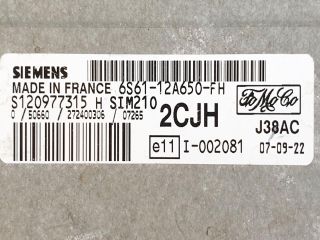 SIEMENS
MADE IN FRANCE 6S61-12A650-FH
S120977315 H SIM210
0 / 50660 / 272400306 / 07265
2CJH
FoMoCo
J38AC
e11 I-002081 07-09-22